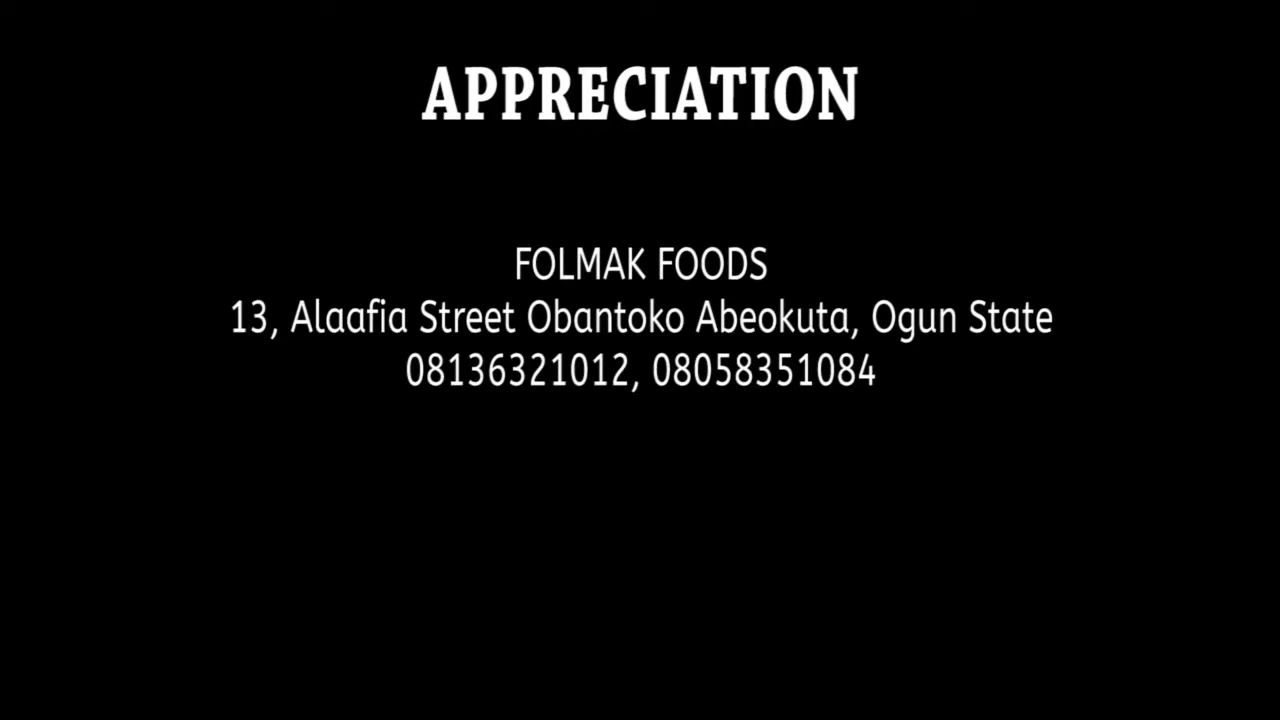 APPRECIATION
FOLMAK FOODS
13, Alaafia Street Obantoko Abeokuta, Ogun State
08136321012, 08058351084